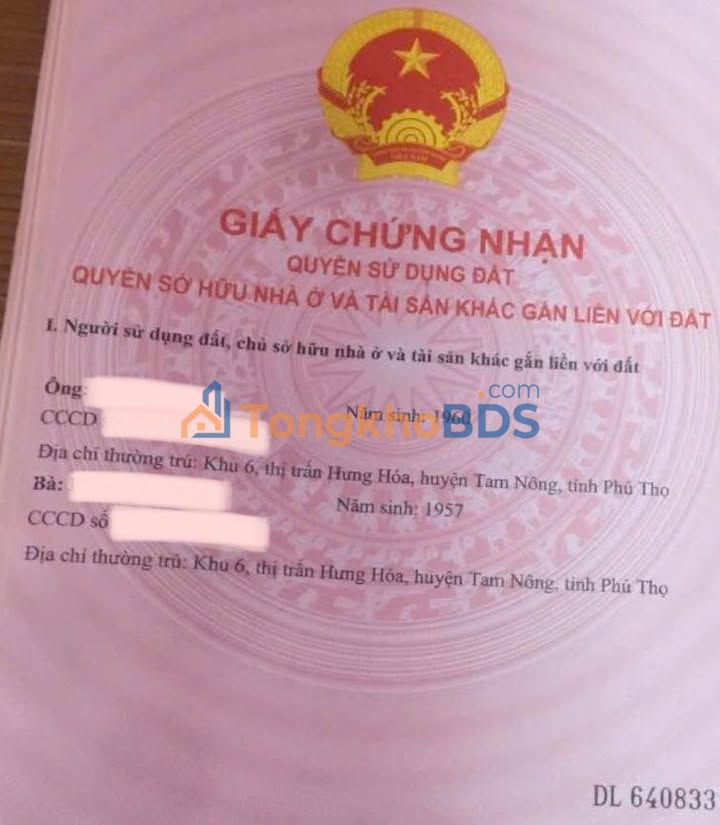 GIẤY CHỨNG NHẬN
QUYỀN SỬ DỤNG ĐẤT
QUYỀN SỞ HỮU NHÀ Ở VÀ TÀI SẢN KHÁC GẮN LIỀN VỚI ĐẤT
I. Người sử dụng đất, chủ sở hữu nhà ở và tài sản khác gắn liền với đất
Ông:
Năm sinh: 1960
CCCD
TongkhoBDS.com
Địa chỉ thường trú: Khu 6, thị trấn Hưng Hóa, huyện Tam Nông, tỉnh Phú Thọ
Bà:
Năm sinh: 1957
CCCD số
Địa chỉ thường trú: Khu 6, thị trấn Hưng Hóa, huyện Tam Nông, tỉnh Phú Thọ
DL 640833